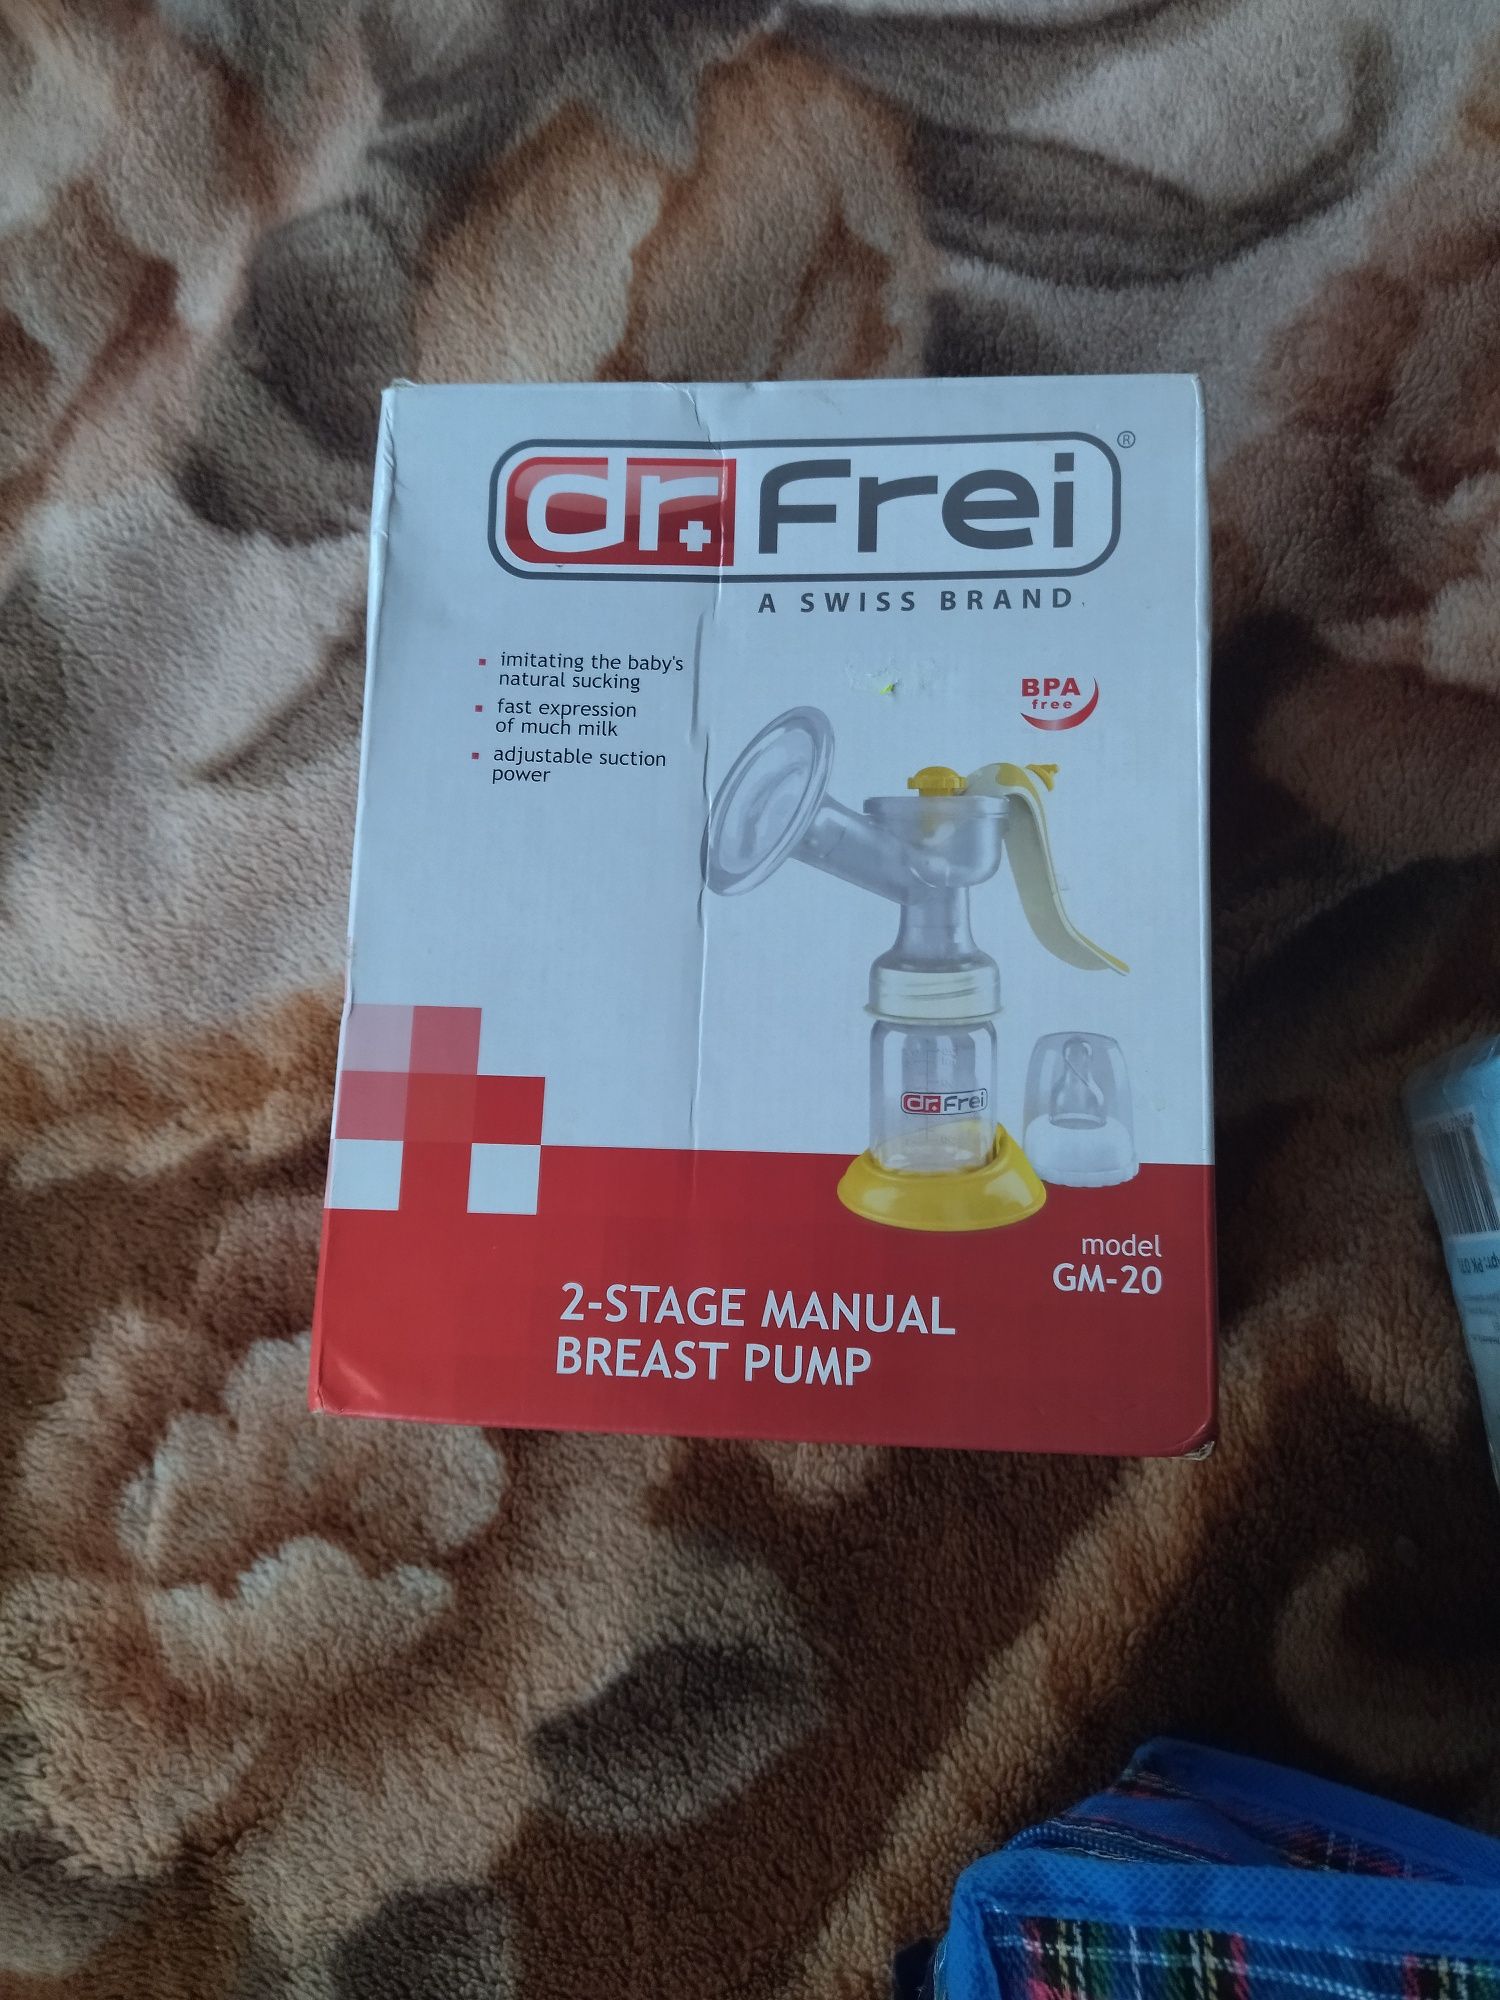 dr.Frei®
A SWISS BRAND
imitating the baby's
natural sucking
fast expression
of much milk
adjustable suction
power
BPA
free
dr.Frei
model
GM-20
2-STAGE MANUAL
BREAST PUMP